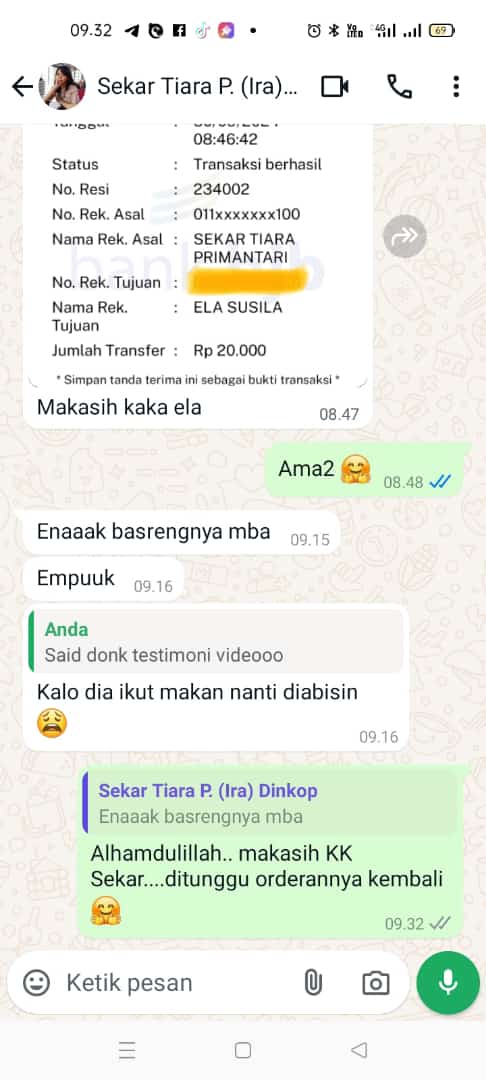 09.32
69
Sekar Tiara P. (Ira)...
08:46:42
Status : Transaksi berhasil
No. Resi : 234002
No. Rek. Asal : 011xxxxxxx100
Nama Rek. Asal : SEKAR TIARA
PRIMANTARI
No. Rek. Tujuan :
Nama Rek. : ELA SUSILA
Tujuan
Jumlah Transfer : Rp 20.000
* Simpan tanda terima ini sebagai bukti transaksi *
Makasih kaka ela
08.47
Ama2 🤗 08.48
Enaaak basrengnya mba 09.15
Empuuk 09.16
Anda
Said donk testimoni videooo
Kalo dia ikut makan nanti diabisin
😩
09.16
Sekar Tiara P. (Ira) Dinkop
Enaaak basrengnya mba
Alhamdulillah.. makasih KK
Sekar....ditunggu orderannya kembali
🤗
09.32
Ketik pesan